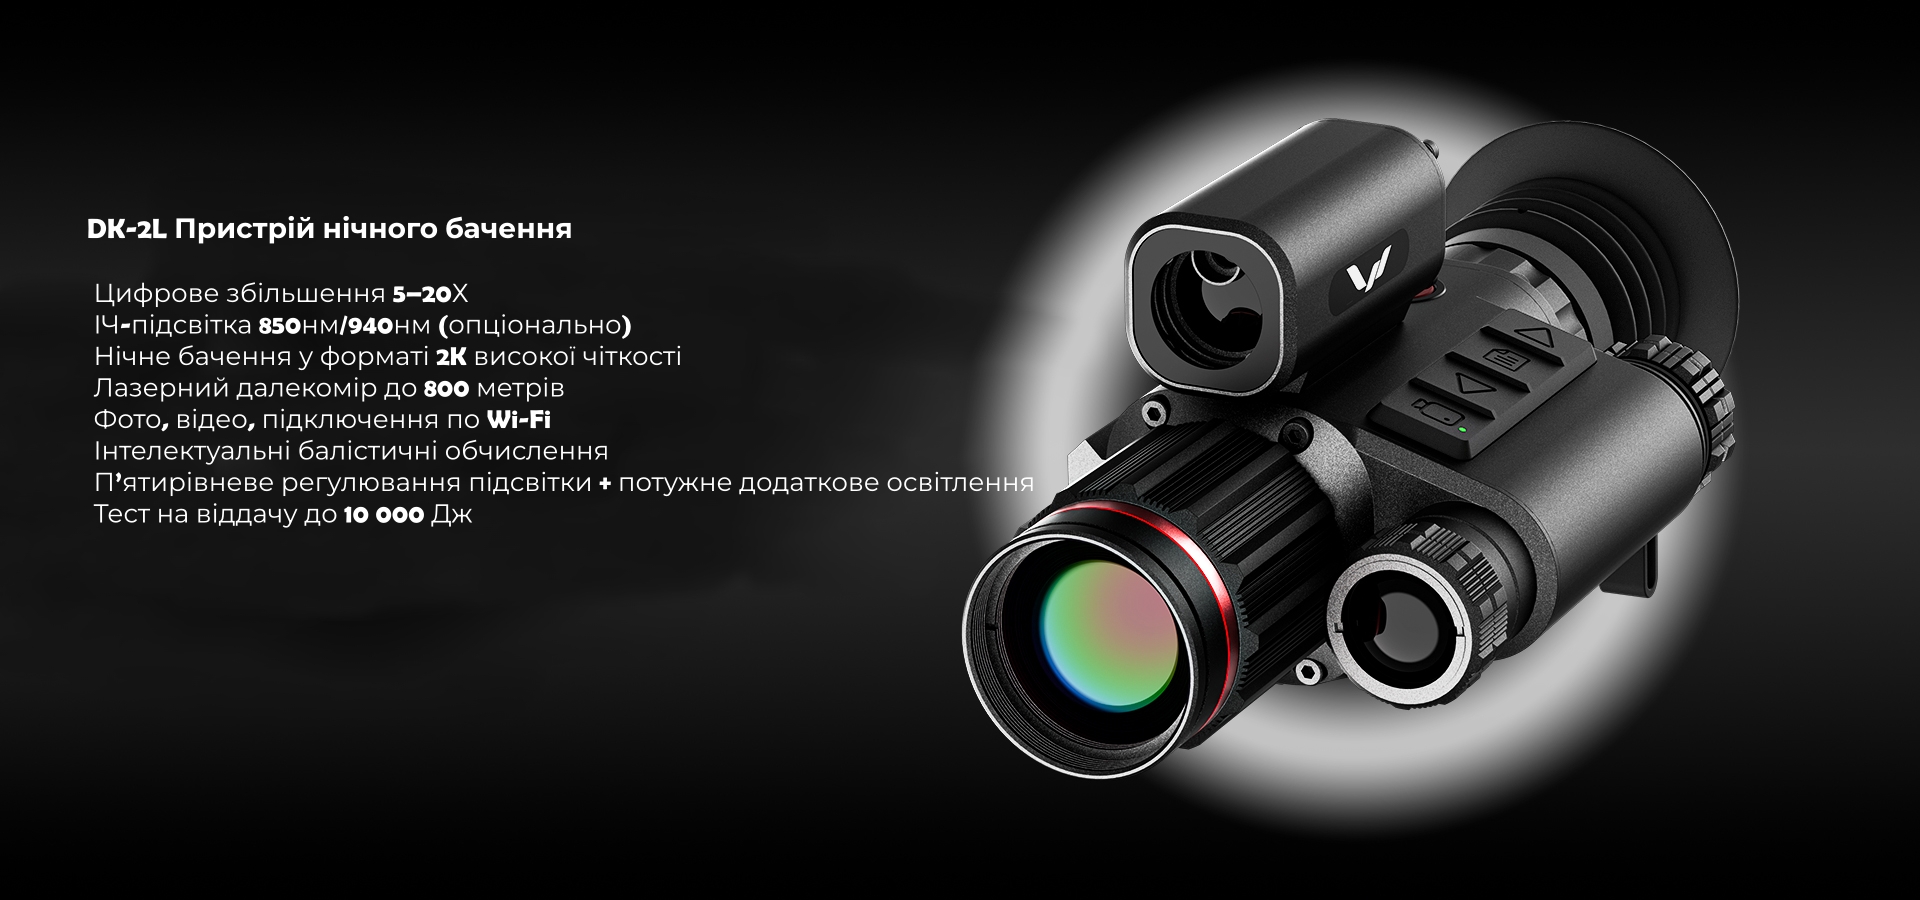 DK-2L Пристрій нічного бачення
Цифрове збільшення 5–20X
ІЧ-підсвітка 850нм/940нм (опціонально)
Нічне бачення у форматі 2К високої чіткості
Лазерний далекомір до 800 метрів
Фото, відео, підключення по Wi-Fi
Інтелектуальні балістичні обчислення
П’ятирівневе регулювання підсвітки + потужне додаткове освітлення
Тест на віддачу до 10 000 Дж